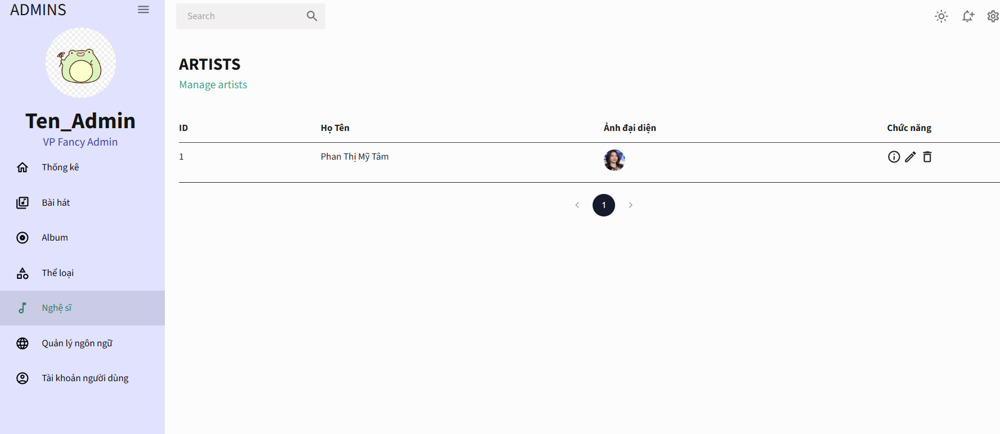 ADMINS
Search
Ten_Admin
VP Fancy Admin
Thống kê
Bài hát
Album
Thể loại
Nghệ sĩ
Quản lý ngôn ngữ
Tài khoản người dùng
ARTISTS
Manage artists
ID Họ Tên Ảnh đại diện Chức năng
1 Phan Thị Mỹ Tâm
1